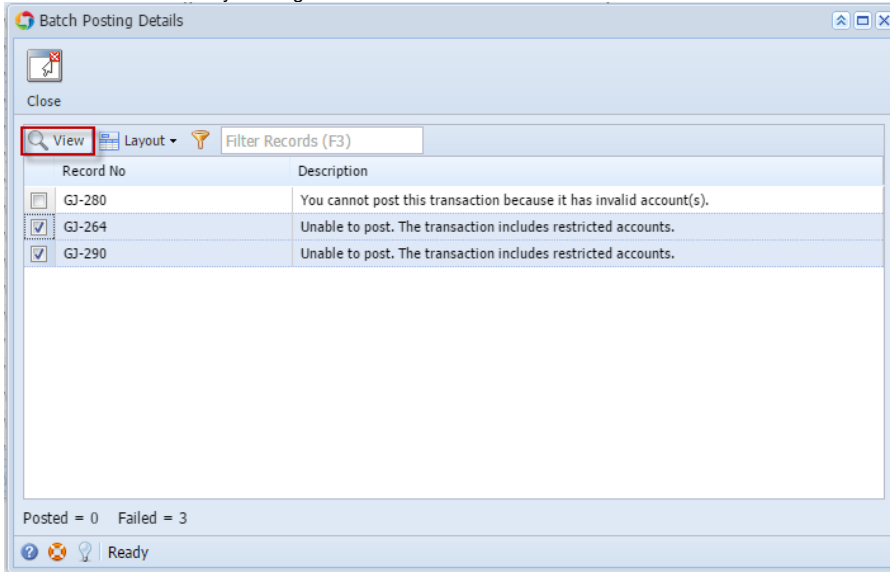 Batch Posting Details
Close
View Layout Filter Records (F3)
Record No Description
GJ-280 You cannot post this transaction because it has invalid account(s).
GJ-264 Unable to post. The transaction includes restricted accounts.
GJ-290 Unable to post. The transaction includes restricted accounts.
Posted = 0 Failed = 3
Ready